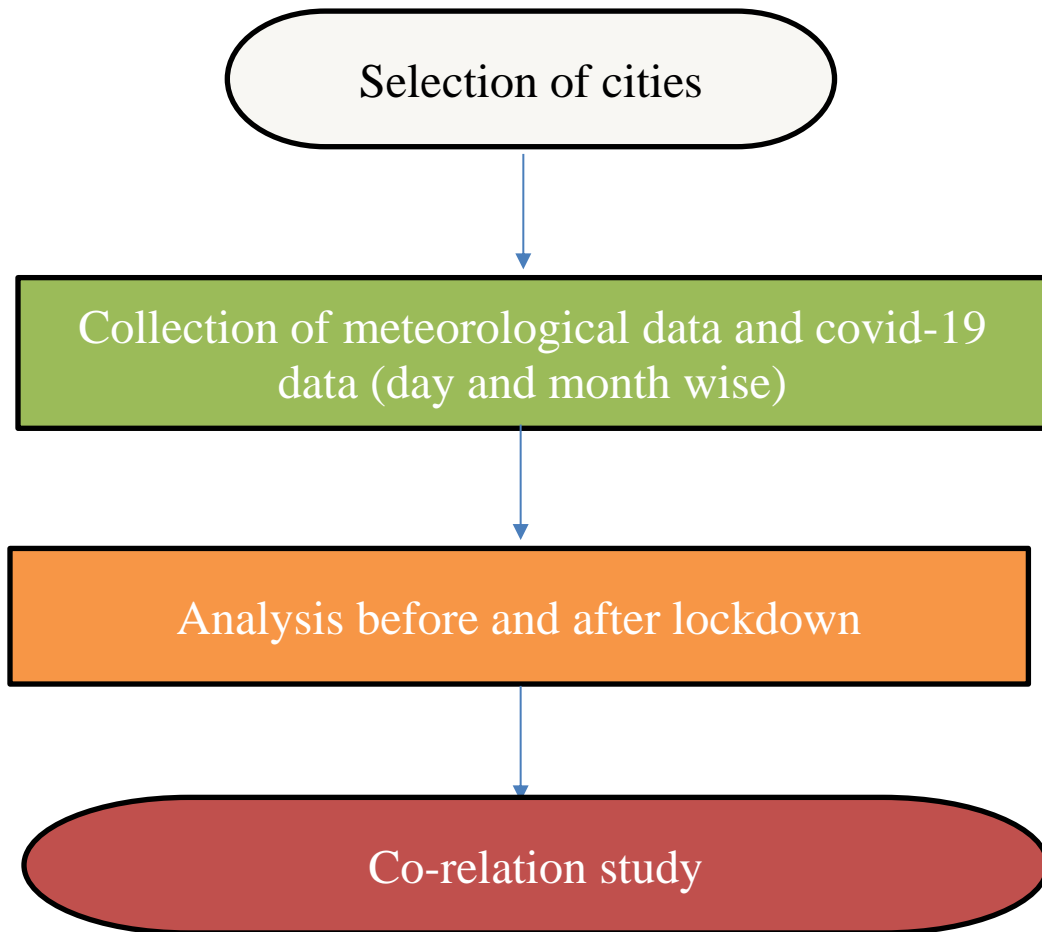 Selection of cities
Collection of meteorological data and covid-19
data (day and month wise)
Analysis before and after lockdown
Co-relation study